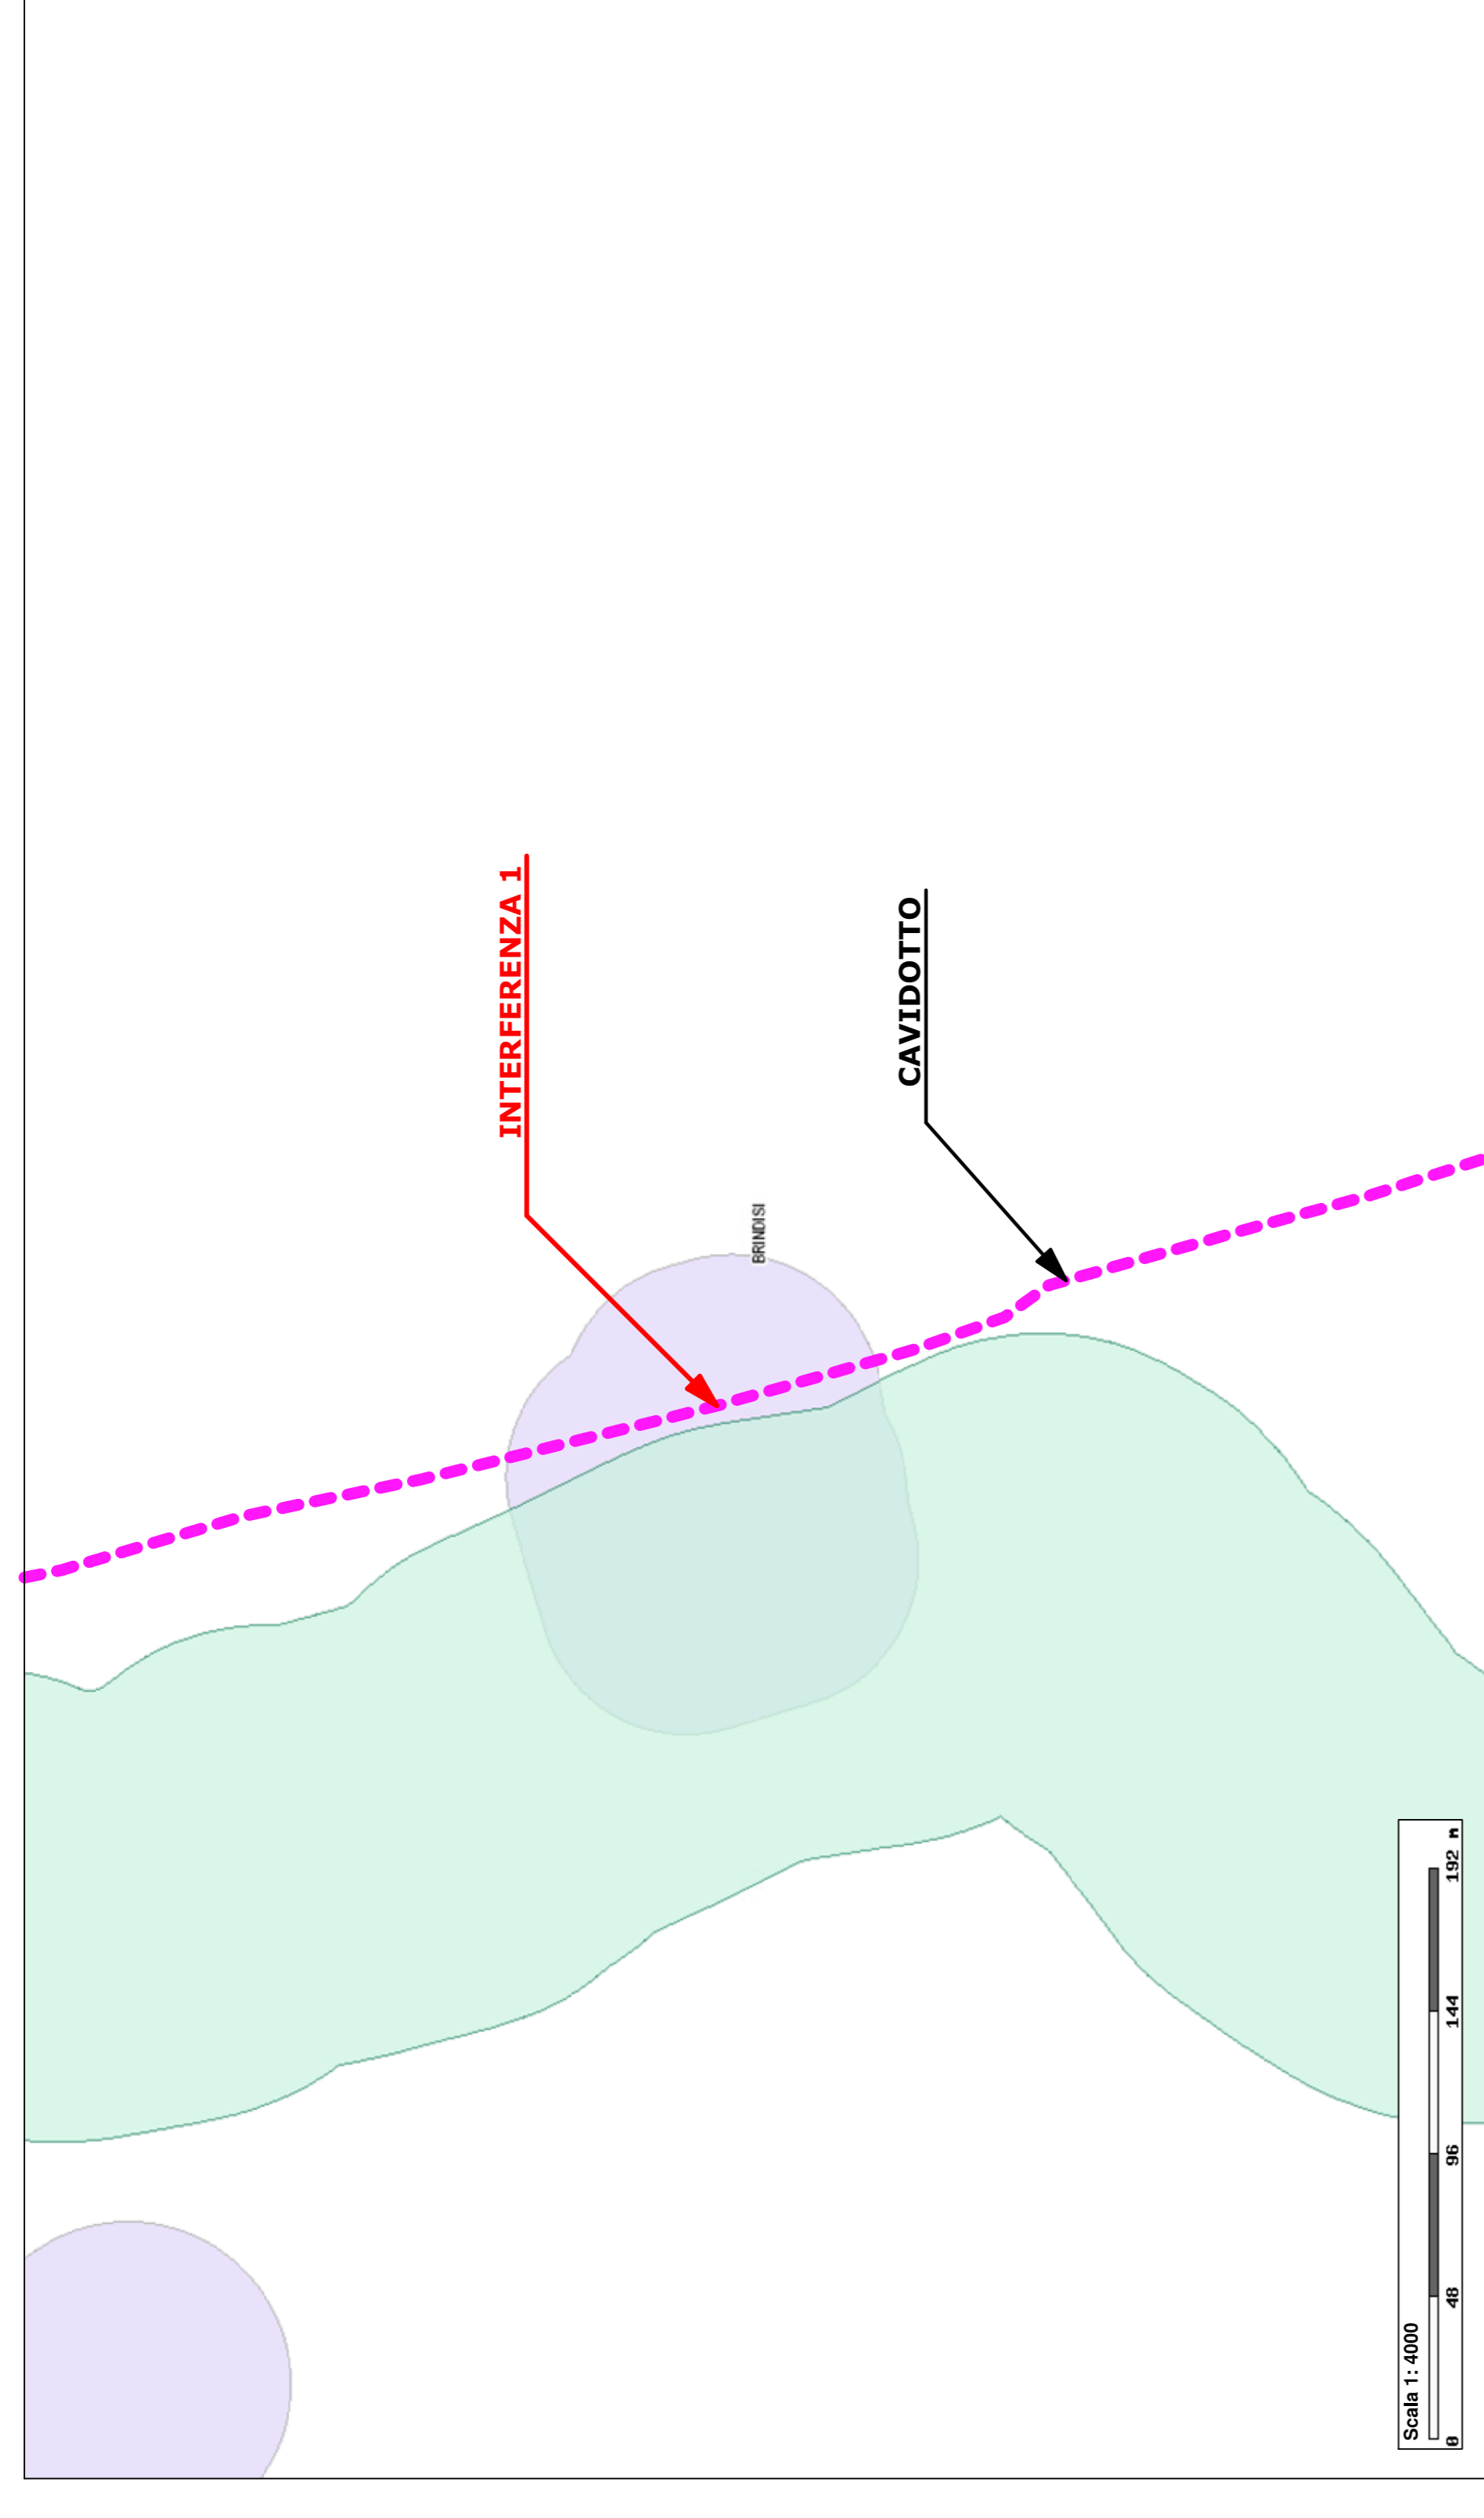 INTERFERENZA 1
BRINDISI
CAVIDOTTO
Scala 1: 4000
0 48 96 144 192 m